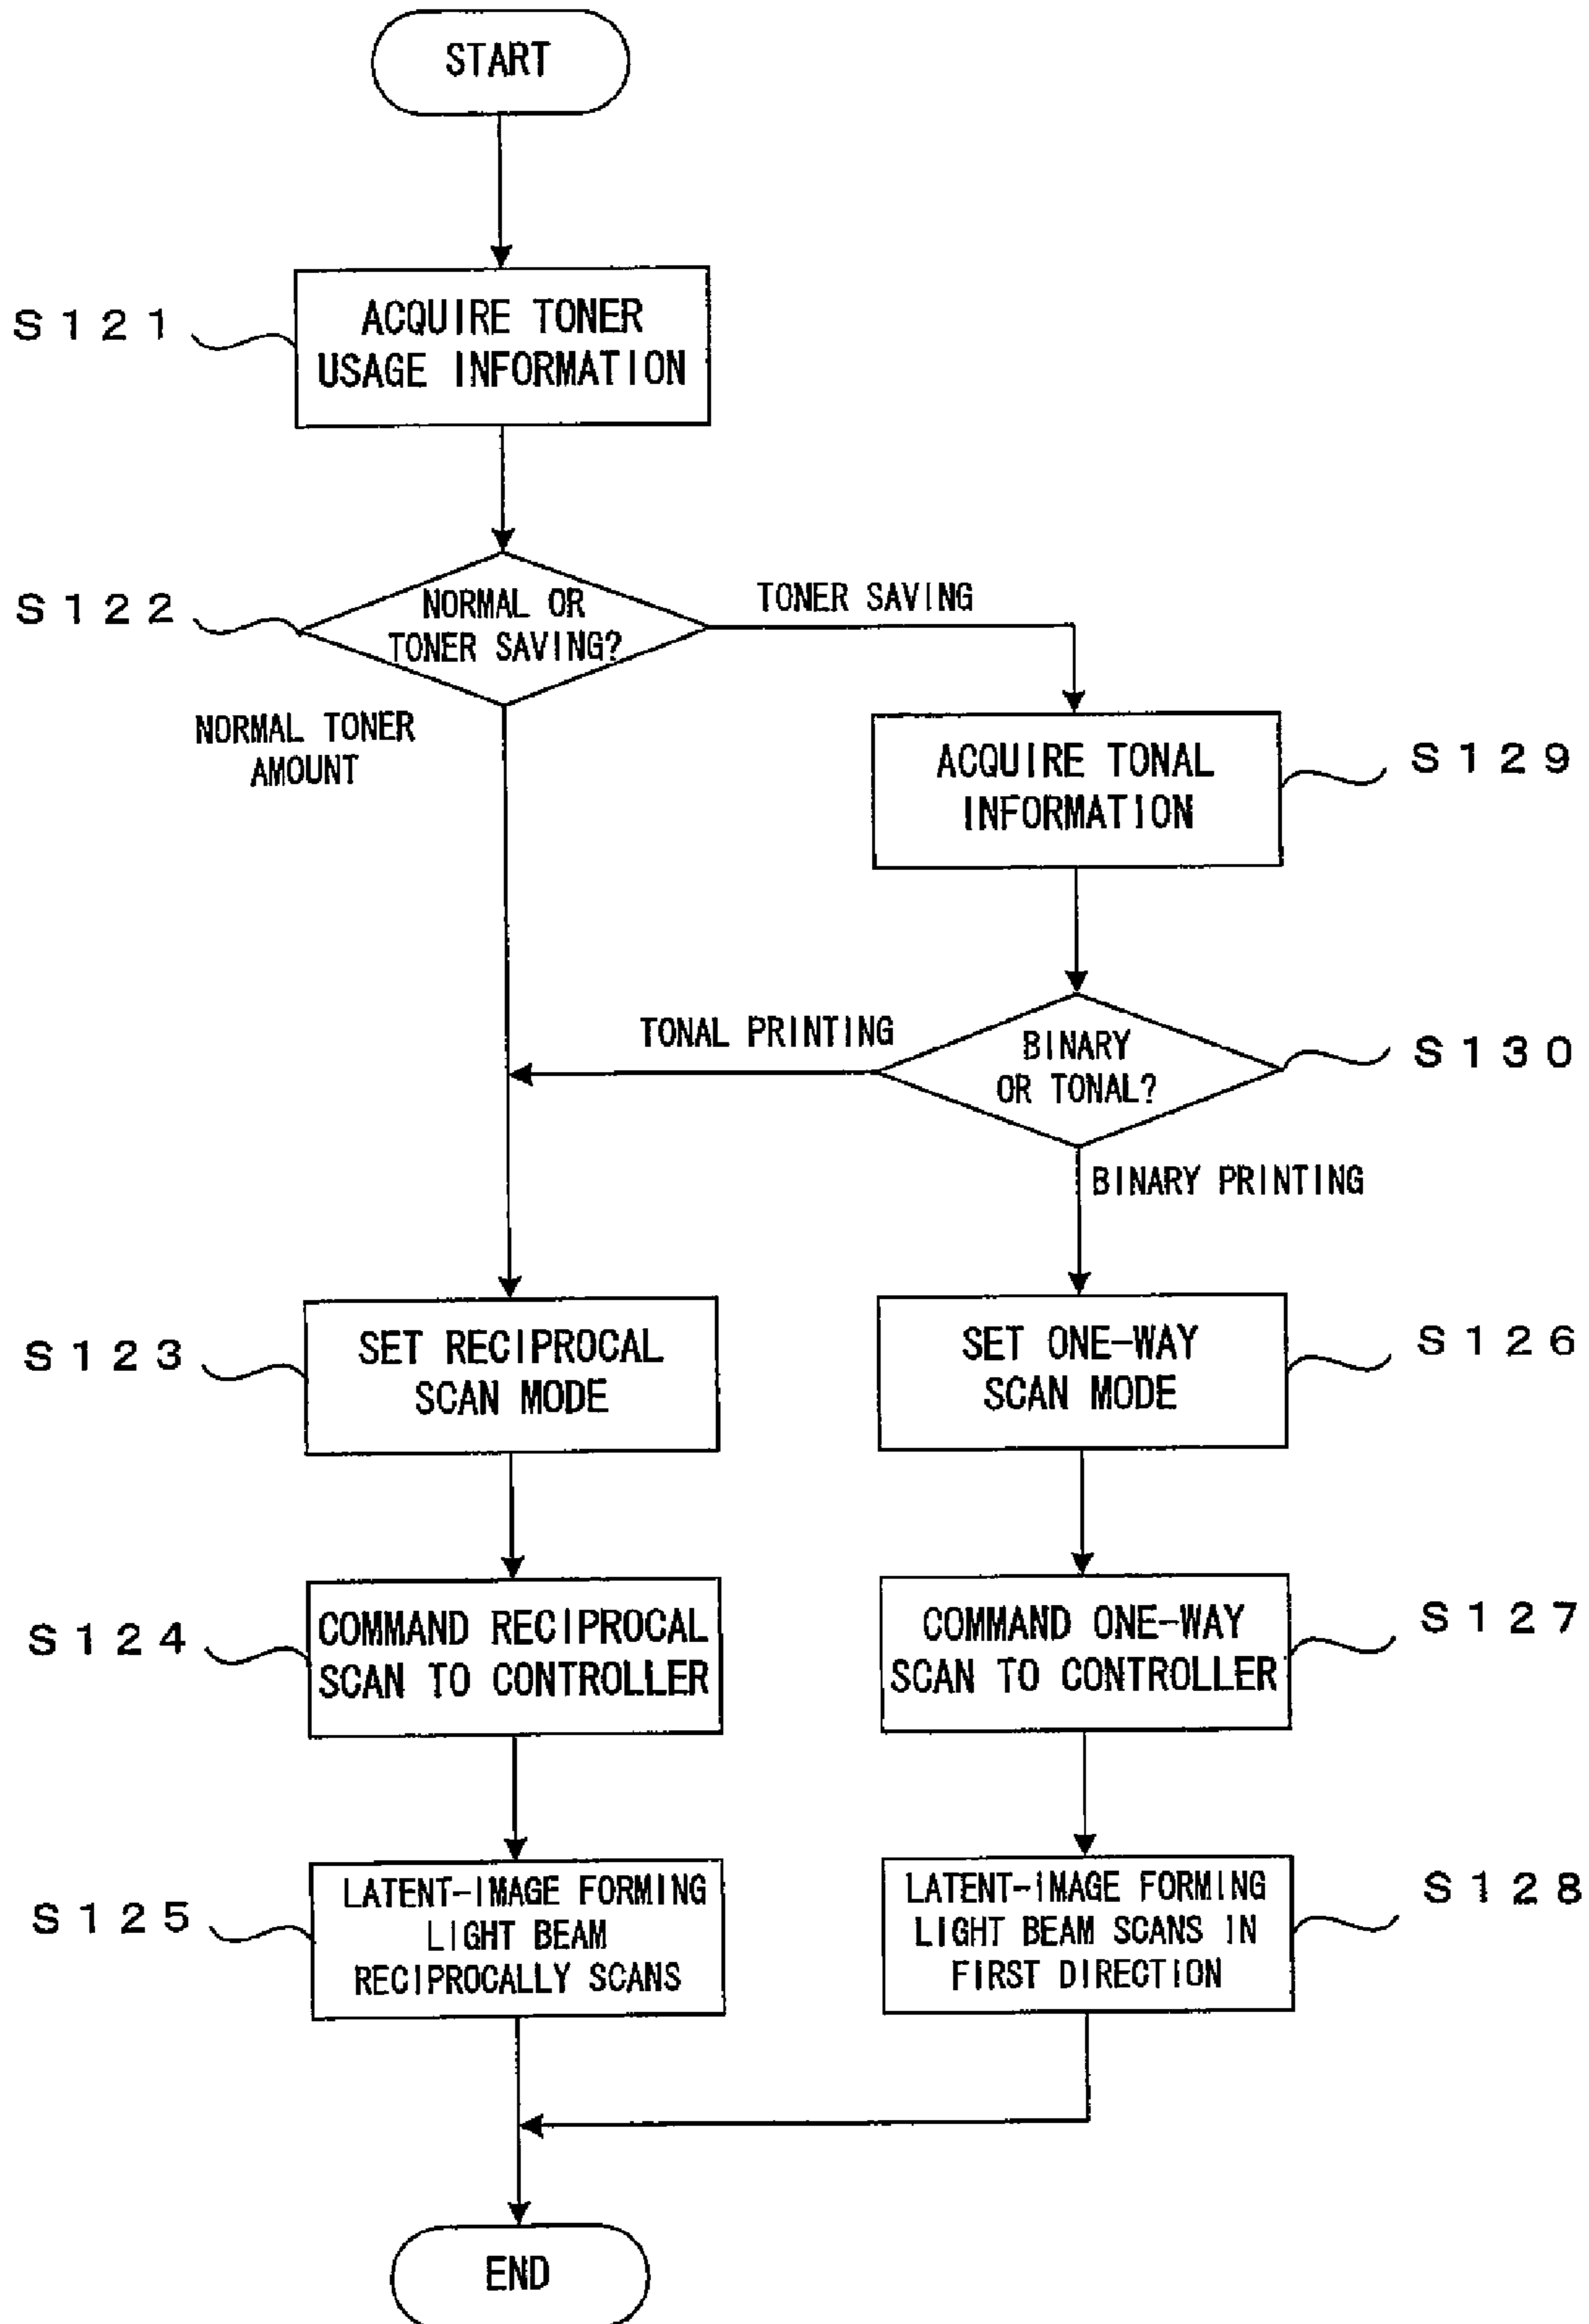 START
S121
ACQUIRE TONER
USAGE INFORMATION
S122
NORMAL OR
TONER SAVING?
TONER SAVING
NORMAL TONER
AMOUNT
ACQUIRE TONAL
INFORMATION
S129
TONAL PRINTING
BINARY
OR TONAL?
S130
BINARY PRINTING
S123
SET RECIPROCAL
SCAN MODE
SET ONE-WAY
SCAN MODE
S126
S124
COMMAND RECIPROCAL
SCAN TO CONTROLLER
COMMAND ONE-WAY
SCAN TO CONTROLLER
S127
S125
LATENT-IMAGE FORMING
LIGHT BEAM
RECIPROCALLY SCANS
LATENT-IMAGE FORMING
LIGHT BEAM SCANS IN
FIRST DIRECTION
S128
END